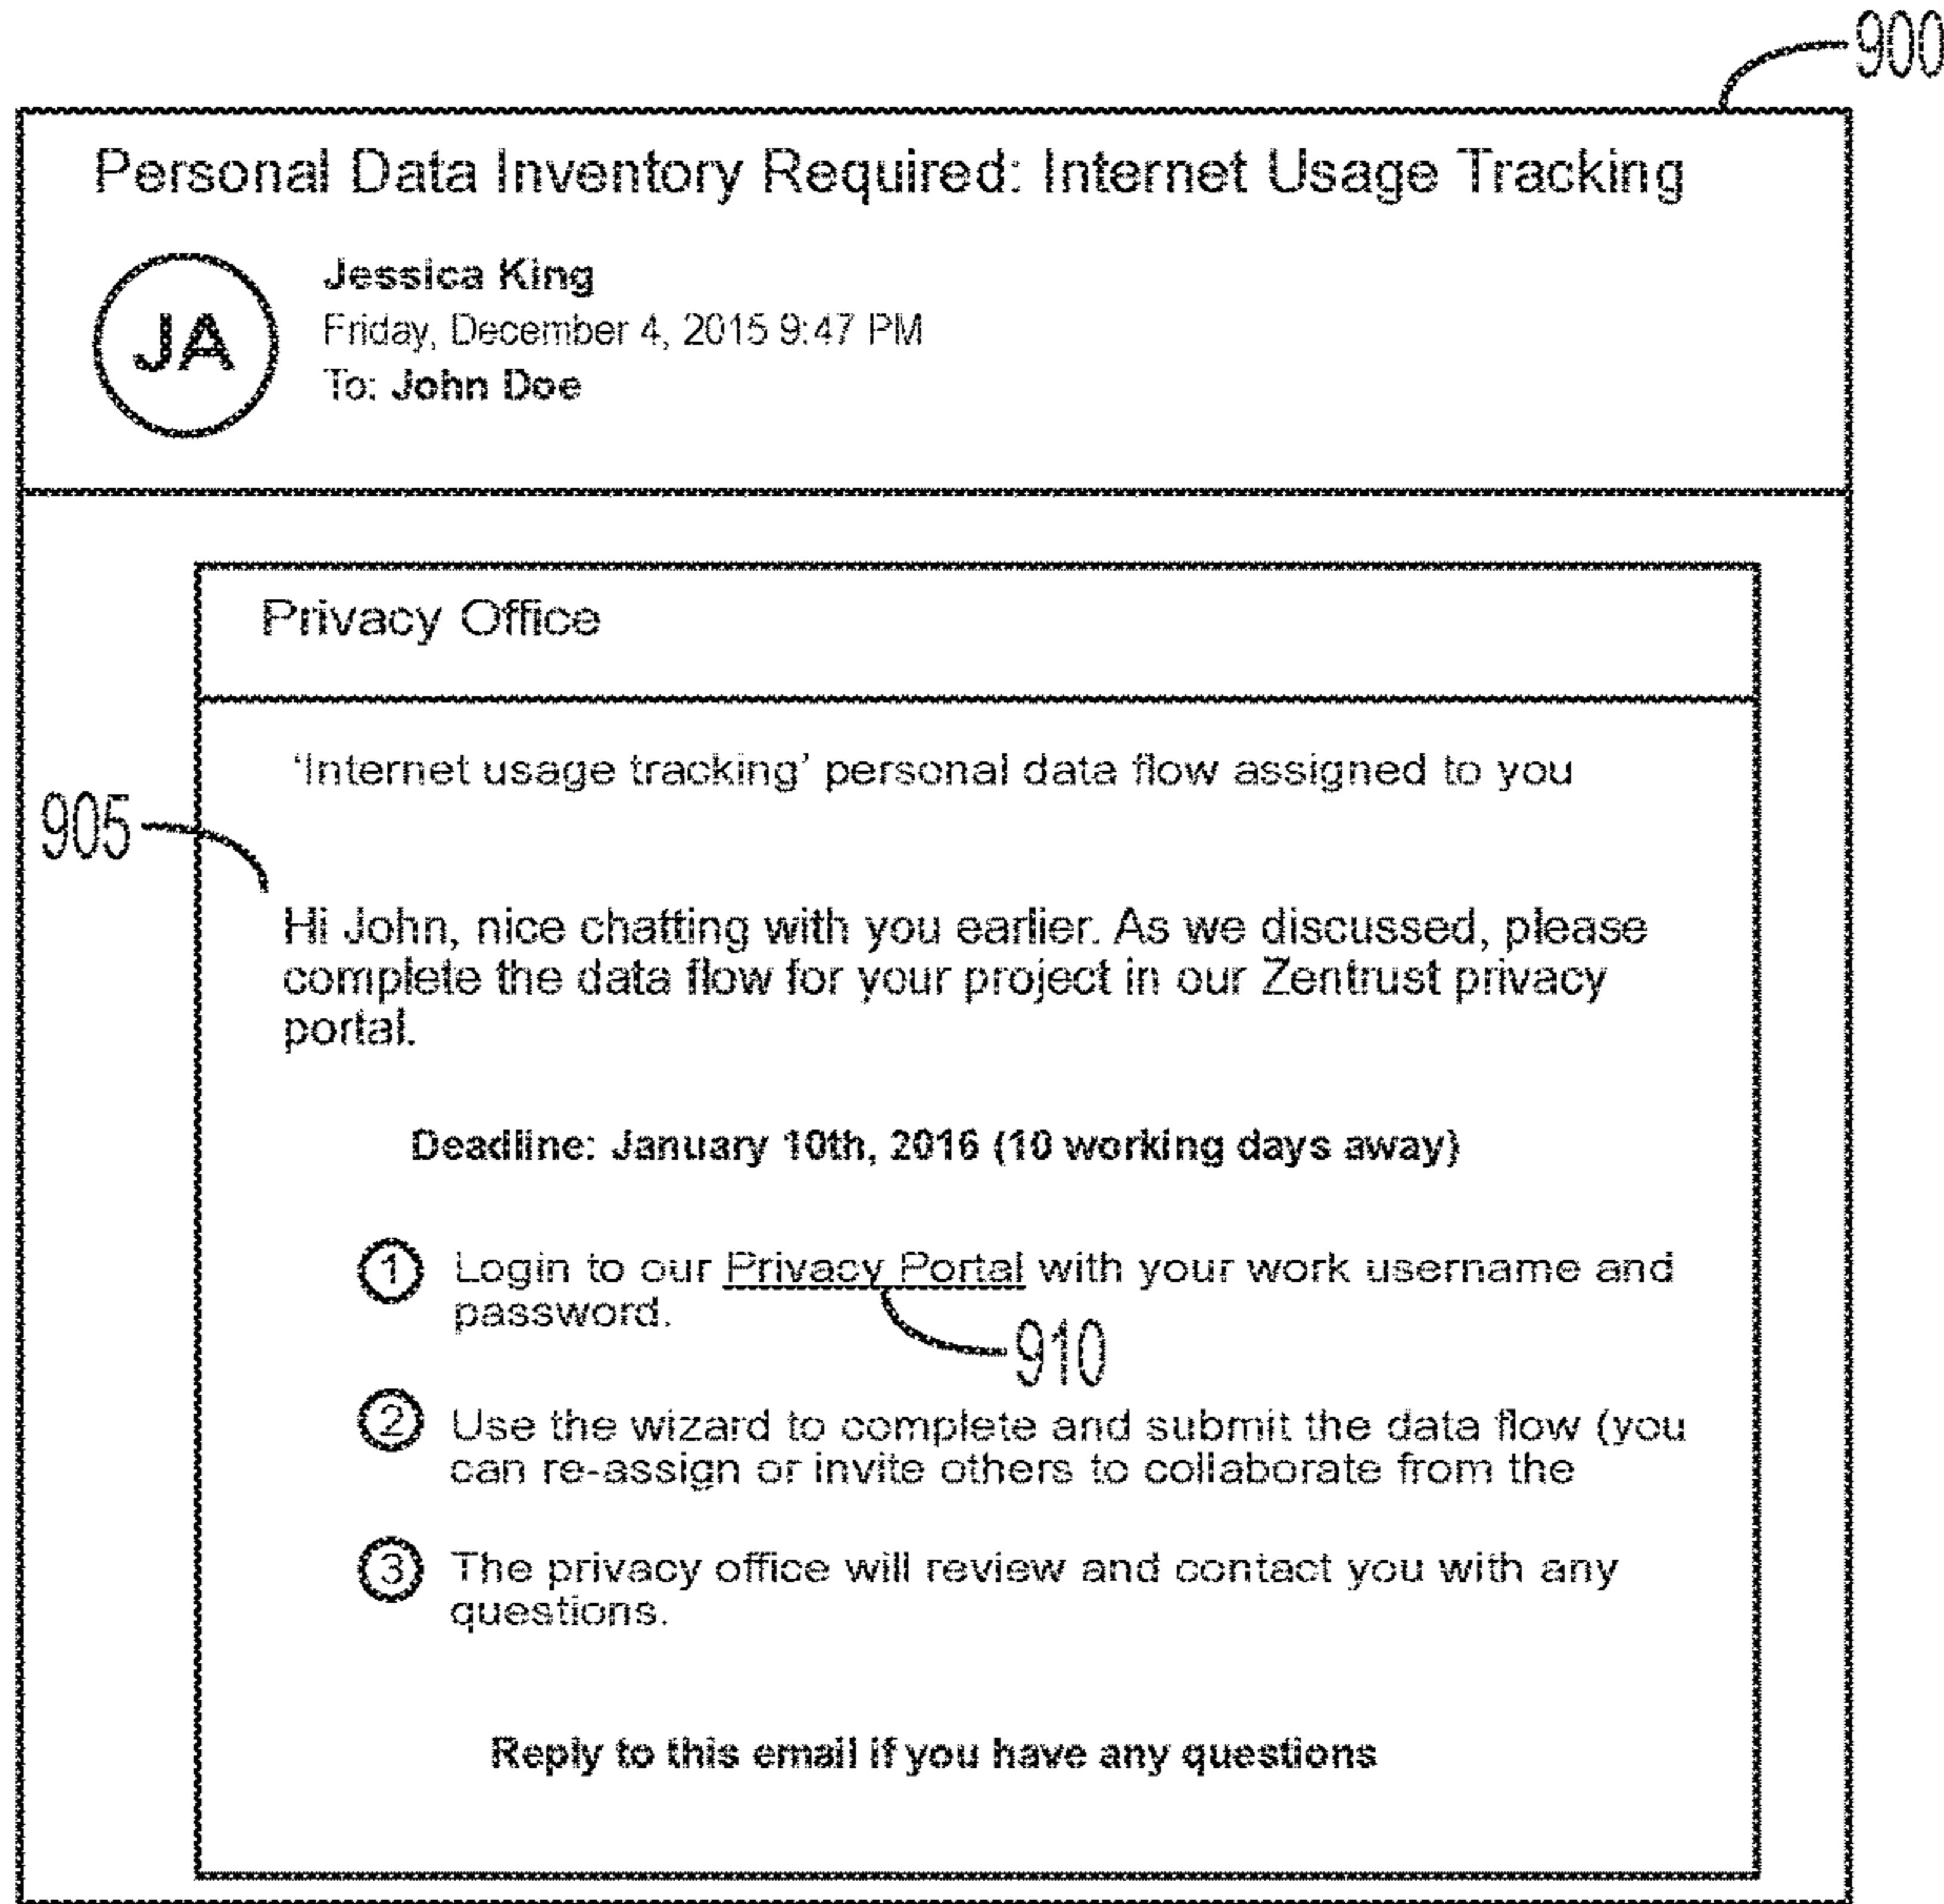 900
Personal Data Inventory Required: Internet Usage Tracking
JA
Jessica King
Friday, December 4, 2015 9:47 PM
To: John Doe
Privacy Office
‘Internet usage tracking’ personal data flow assigned to you
905
Hi John, nice chatting with you earlier. As we discussed, please
complete the data flow for your project in our Zentrust privacy
portal.
Deadline: January 10th, 2016 (10 working days away)
1 Login to our Privacy Portal with your work username and
password.
910
2 Use the wizard to complete and submit the data flow (you
can re-assign or invite others to collaborate from the
3 The privacy office will review and contact you with any
questions.
Reply to this email if you have any questions